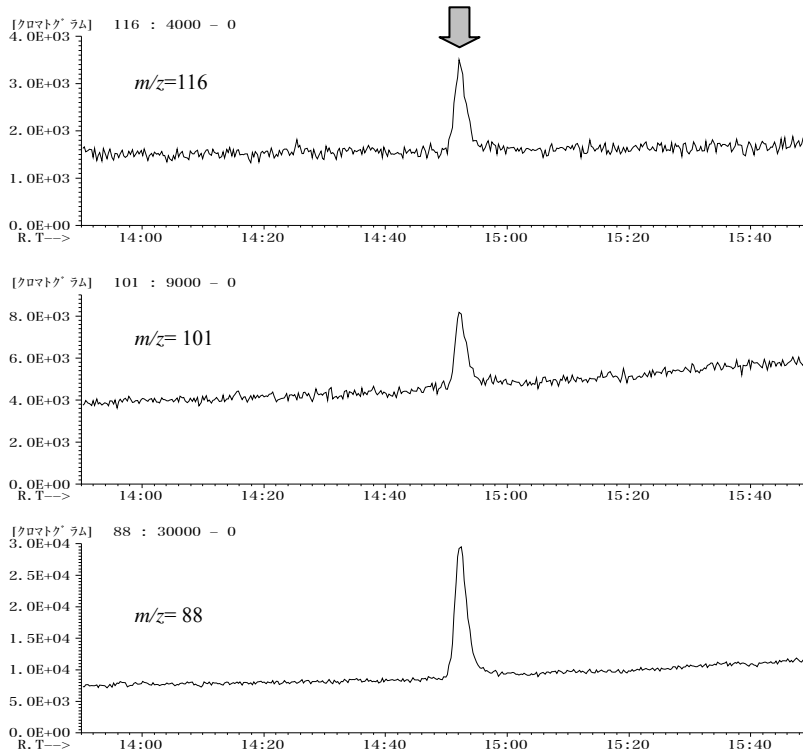 [クロマトグラム] 116 : 4000 - 0
4.0E+03
m/z=116
3.0E+03
2.0E+03
1.0E+03
0.0E+00
R.T--> 14:00 14:20 14:40 15:00 15:20 15:40
[クロマトグラム] 101 : 9000 - 0
8.0E+03
m/z= 101
6.0E+03
4.0E+03
2.0E+03
0.0E+00
R.T--> 14:00 14:20 14:40 15:00 15:20 15:40
[クロマトグラム] 88 : 30000 - 0
3.0E+04
2.5E+04
2.0E+04
m/z= 88
1.5E+04
1.0E+04
5.0E+03
0.0E+00
R.T--> 14:00 14:20 14:40 15:00 15:20 15:40